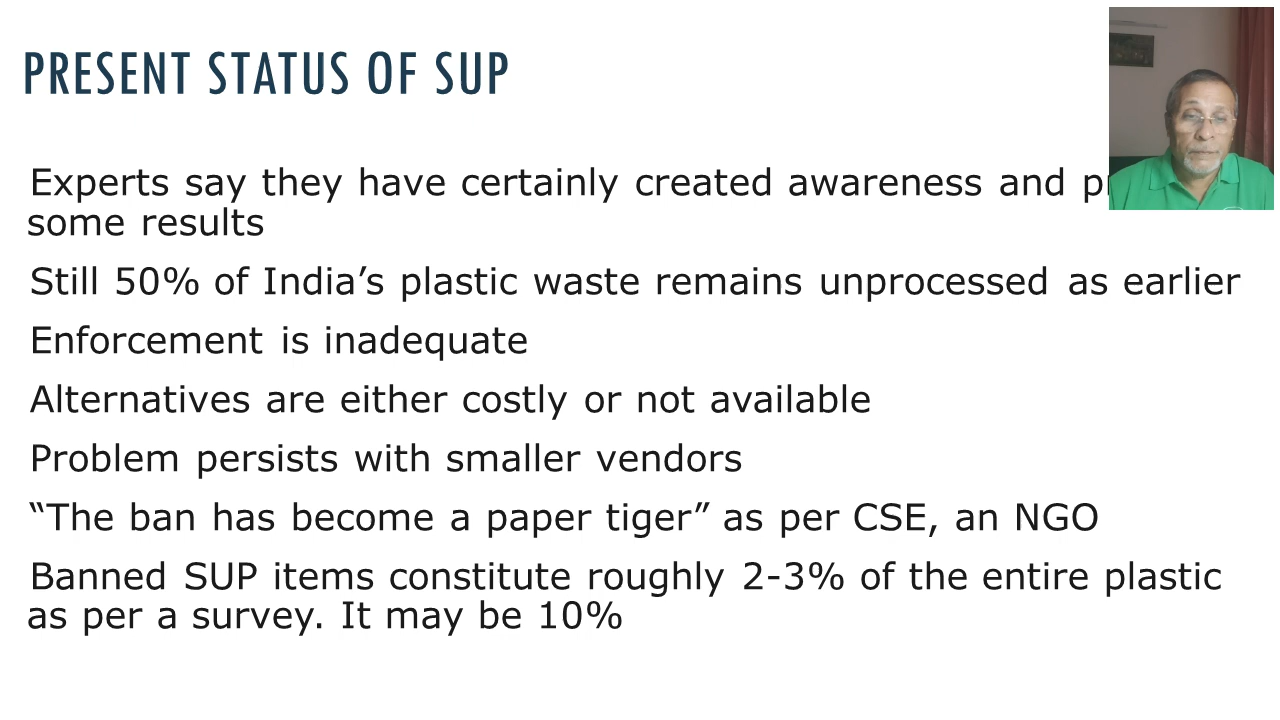 PRESENT STATUS OF SUP
Experts say they have certainly created awareness and
some results
Still 50% of India’s plastic waste remains unprocessed as earlier
Enforcement is inadequate
Alternatives are either costly or not available
Problem persists with smaller vendors
“The ban has become a paper tiger” as per CSE, an NGO
Banned SUP items constitute roughly 2-3% of the entire plastic
as per a survey. It may be 10%